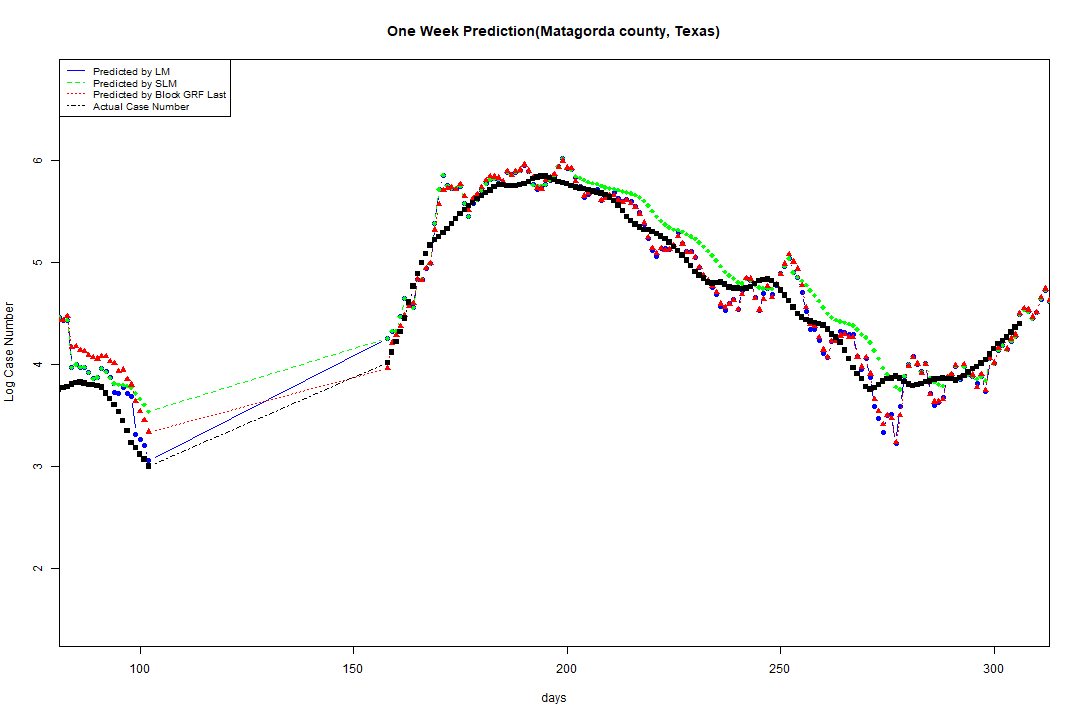 One Week Prediction(Matagorda county, Texas)
Predicted by LM
Predicted by SLM
Predicted by Block GRF Last
Actual Case Number
6
5
4
3
2
Log Case Number
100 150 200 250 300
days